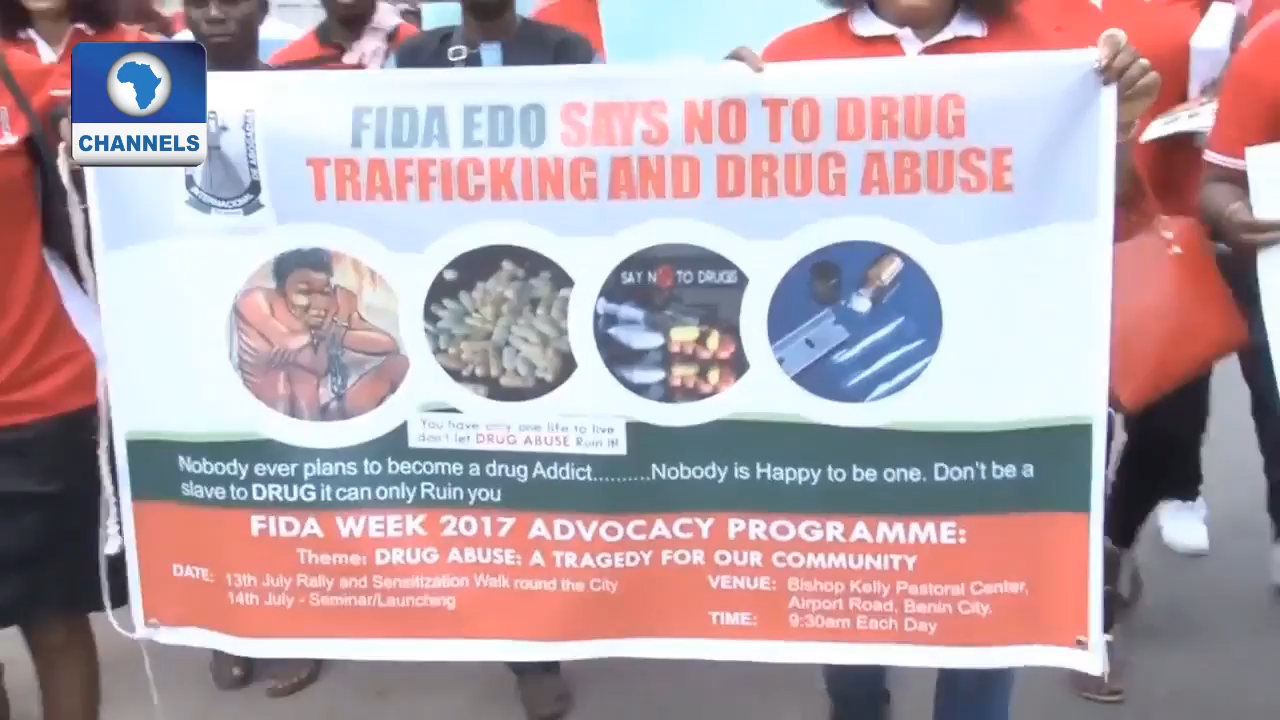 CHANNELS
FIDA EDO SAYS NO TO DRUG
TRAFFICKING AND DRUG ABUSE
SAY NO TO DRUGS
You have only one life to live
don't let DRUG ABUSE Ruin it!
Nobody ever plans to become a drug Addict..........Nobody is Happy to be one. Don't be a
slave to DRUG it can only Ruin you
FIDA WEEK 2017 ADVOCACY PROGRAMME:
Theme: DRUG ABUSE: A TRAGEDY FOR OUR COMMUNITY
DATE: 13th July Rally and Sensitization Walk round the City
14th July - Seminar/Launching
VENUE: Bishop Kelly Pastoral Center,
Airport Road, Benin City.
TIME: 9:30am Each Day